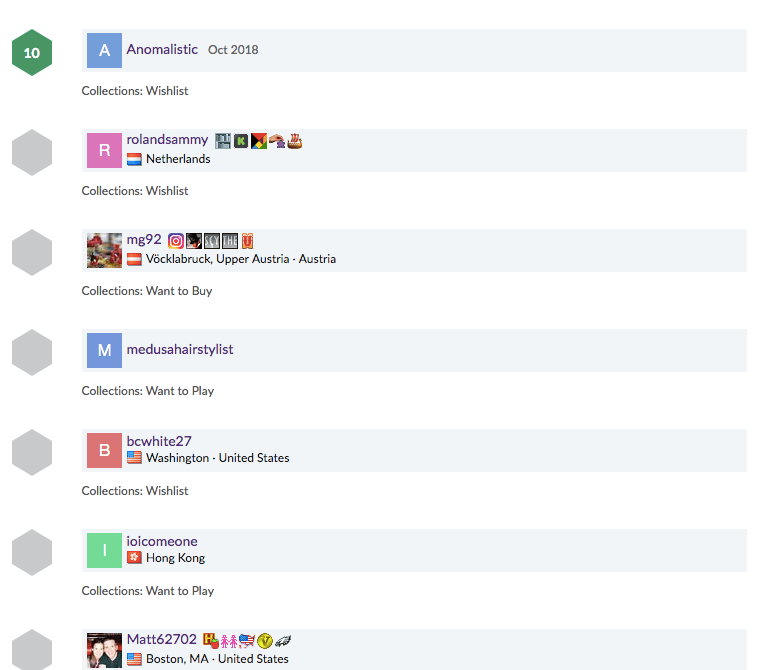 10
A
Anomalistic Oct 2018
Collections: Wishlist
R
rolandsammy K
Netherlands
Collections: Wishlist
mg92 SCY THE U
Vöcklabruck, Upper Austria · Austria
Collections: Want to Buy
M
medusahairstylist
Collections: Want to Play
B
bcwhite27
Washington · United States
Collections: Wishlist
I
ioicomeone
Hong Kong
Collections: Want to Play
Matt62702 H V
Boston, MA · United States